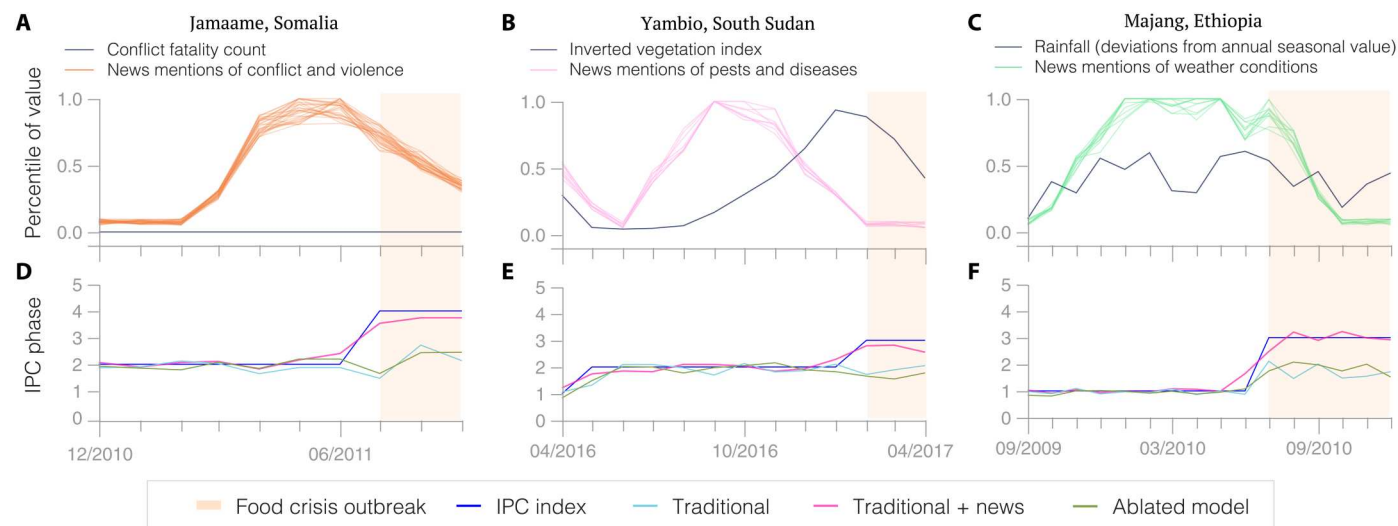 A
Jamaame, Somalia
Conflict fatality count
News mentions of conflict and violence
B
Yambio, South Sudan
Inverted vegetation index
News mentions of pests and diseases
C
Majang, Ethiopia
Rainfall (deviations from annual seasonal value)
News mentions of weather conditions
Percentile of value
1.0
0.5
0.0
1.0
0.5
0.0
1.0
0.5
0.0
D
IPC phase
5
4
3
2
1
0
12/2010
06/2011
E
5
4
3
2
1
0
04/2016
10/2016
04/2017
F
5
4
3
2
1
0
09/2009
03/2010
09/2010
Food crisis outbreak
IPC index
Traditional
Traditional + news
Ablated model